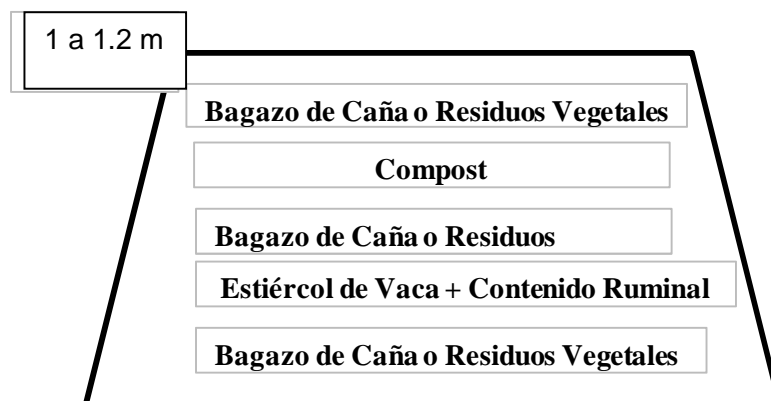 1 a 1.2 m
Bagazo de Caña o Residuos Vegetales
Compost
Bagazo de Caña o Residuos
Estiércol de Vaca + Contenido Ruminal
Bagazo de Caña o Residuos Vegetales